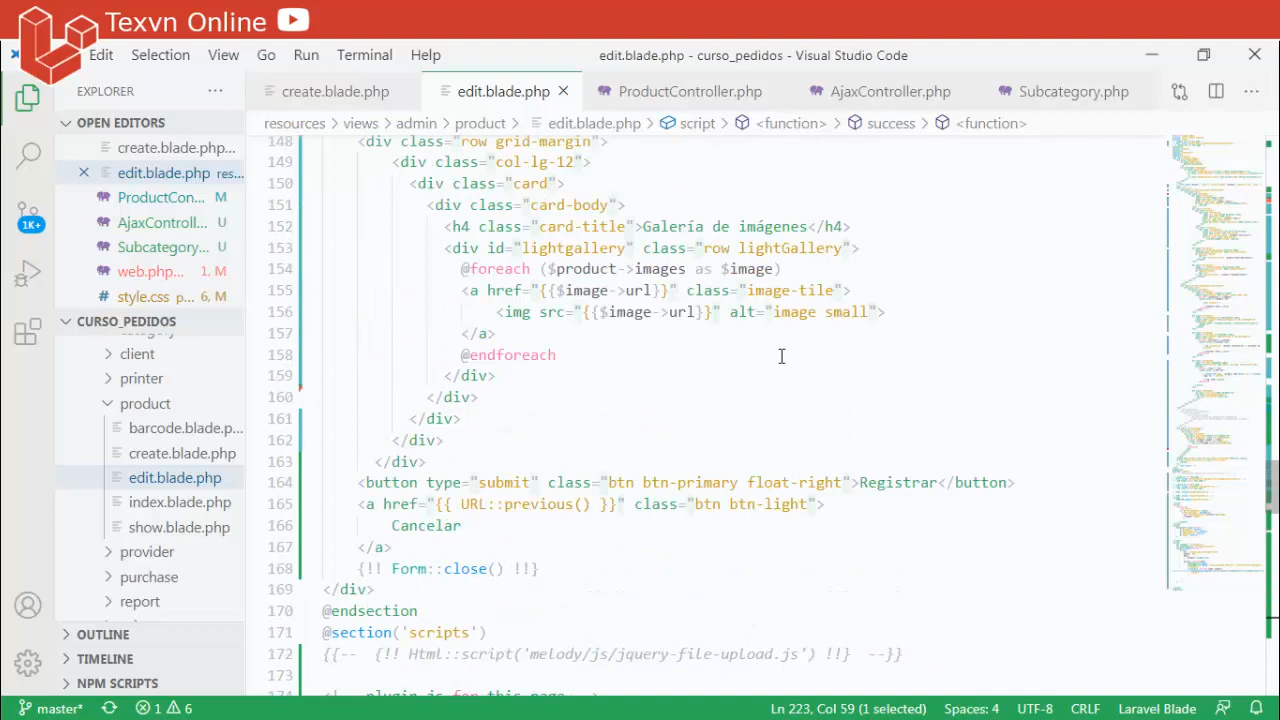 Texvn Online
Edit
Selection
View
Go
Run
Terminal
Help
edit.blade.php - curso_pedidos - Visual Studio Code
EXPLORER
create.blade.php
edit.blade.php
ProductController.php
AjaxController.php
Subcategory.php
OPEN EDITORS
create.blade.php...
edit.blade.php res...
ProductCon... M
AjaxControll... U
Subcategory... U
web.php... 1, M
style.css p... 6, M
CURSO_PEDIDOS
client
printer
product
barcode.blade.p...
create.blade.php
edit.blade.php
index.blade.php
show.blade.php
provider
purchase
report
OUTLINE
TIMELINE
NPM SCRIPTS
1K+
resources > views > admin > product > edit.blade.php > script > <function> > success > <function>
148 <div class="row grid-margin">
149 <div class="col-lg-12">
150 <div class="card">
151 <div class="card-body">
152 <h4 class="card-title">Galeria de imágenes</h4>
153 <div id="lightgallery" class="row lightGallery">
154 @foreach ($product->images as $image)
155 <a href="{{$image->url}}" class="image-tile">
156 <img src="{{$image->url}}" alt="image small">
157 </a>
158 @endforeach
159 </div>
160 </div>
161 </div>
162 </div>
163 </div>
164 <button type="submit" class="btn btn-primary float-right">Registrar</button>
165 <a href="{{ URL::previous() }}" class="btn btn-light">
166 Cancelar
167 </a>
168 {!! Form::close() !!}
169 </div>
170 @endsection
171 @section('scripts')
172 {{-- {!! Html::script('melody/js/jquery-file-upload.js') !!} --}}
173
174 <!-- plugin js for this page -->
master*
1
6
Ln 223, Col 59 (1 selected)
Spaces: 4
UTF-8
CRLF
Laravel Blade